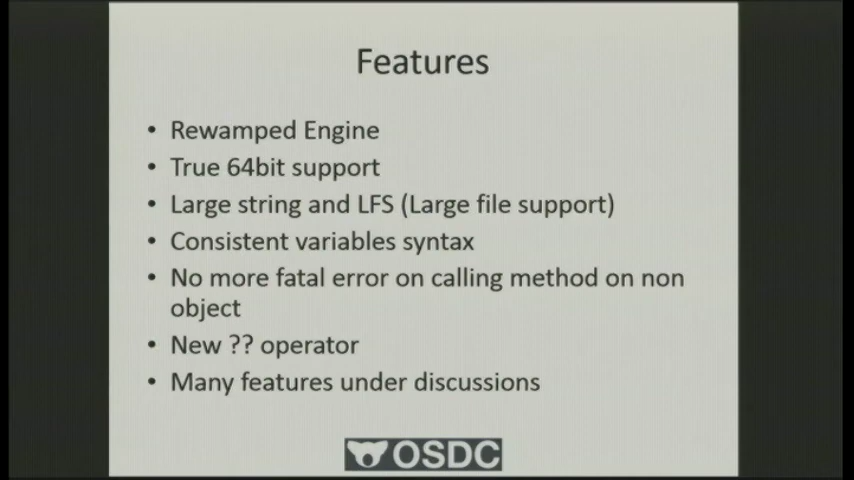 Features
• Rewamped Engine
• True 64bit support
• Large string and LFS (Large file support)
• Consistent variables syntax
• No more fatal error on calling method on non
object
• New ?? operator
• Many features under discussions
OSDC